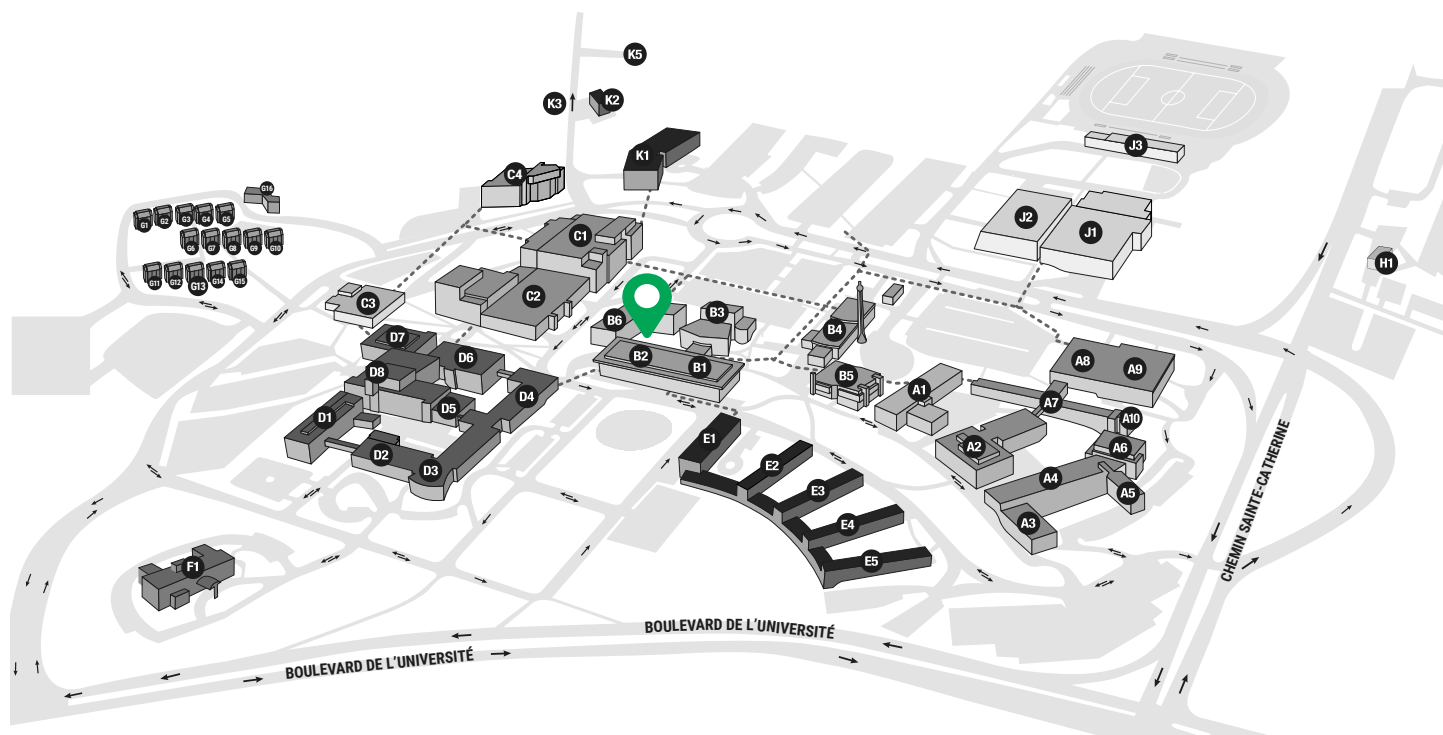 K5
K3
K2
J3
K1
C4
G16
G1
G2
G3
G4
G5
J2
J1
C1
G6
G7
G8
G9
G10
H1
G11
G12
G13
G14
G15
C2
C3
B6
B3
B4
D7
D6
B2
B1
B5
A8
A9
D8
A1
D4
A7
D1
D5
A10
E1
A2
A6
D2
D3
E2
A4
E3
A5
E4
A3
E5
F1
CHEMIN SAINTE-CATHERINE
BOULEVARD DE L'UNIVERSITÉ
BOULEVARD DE L'UNIVERSITÉ